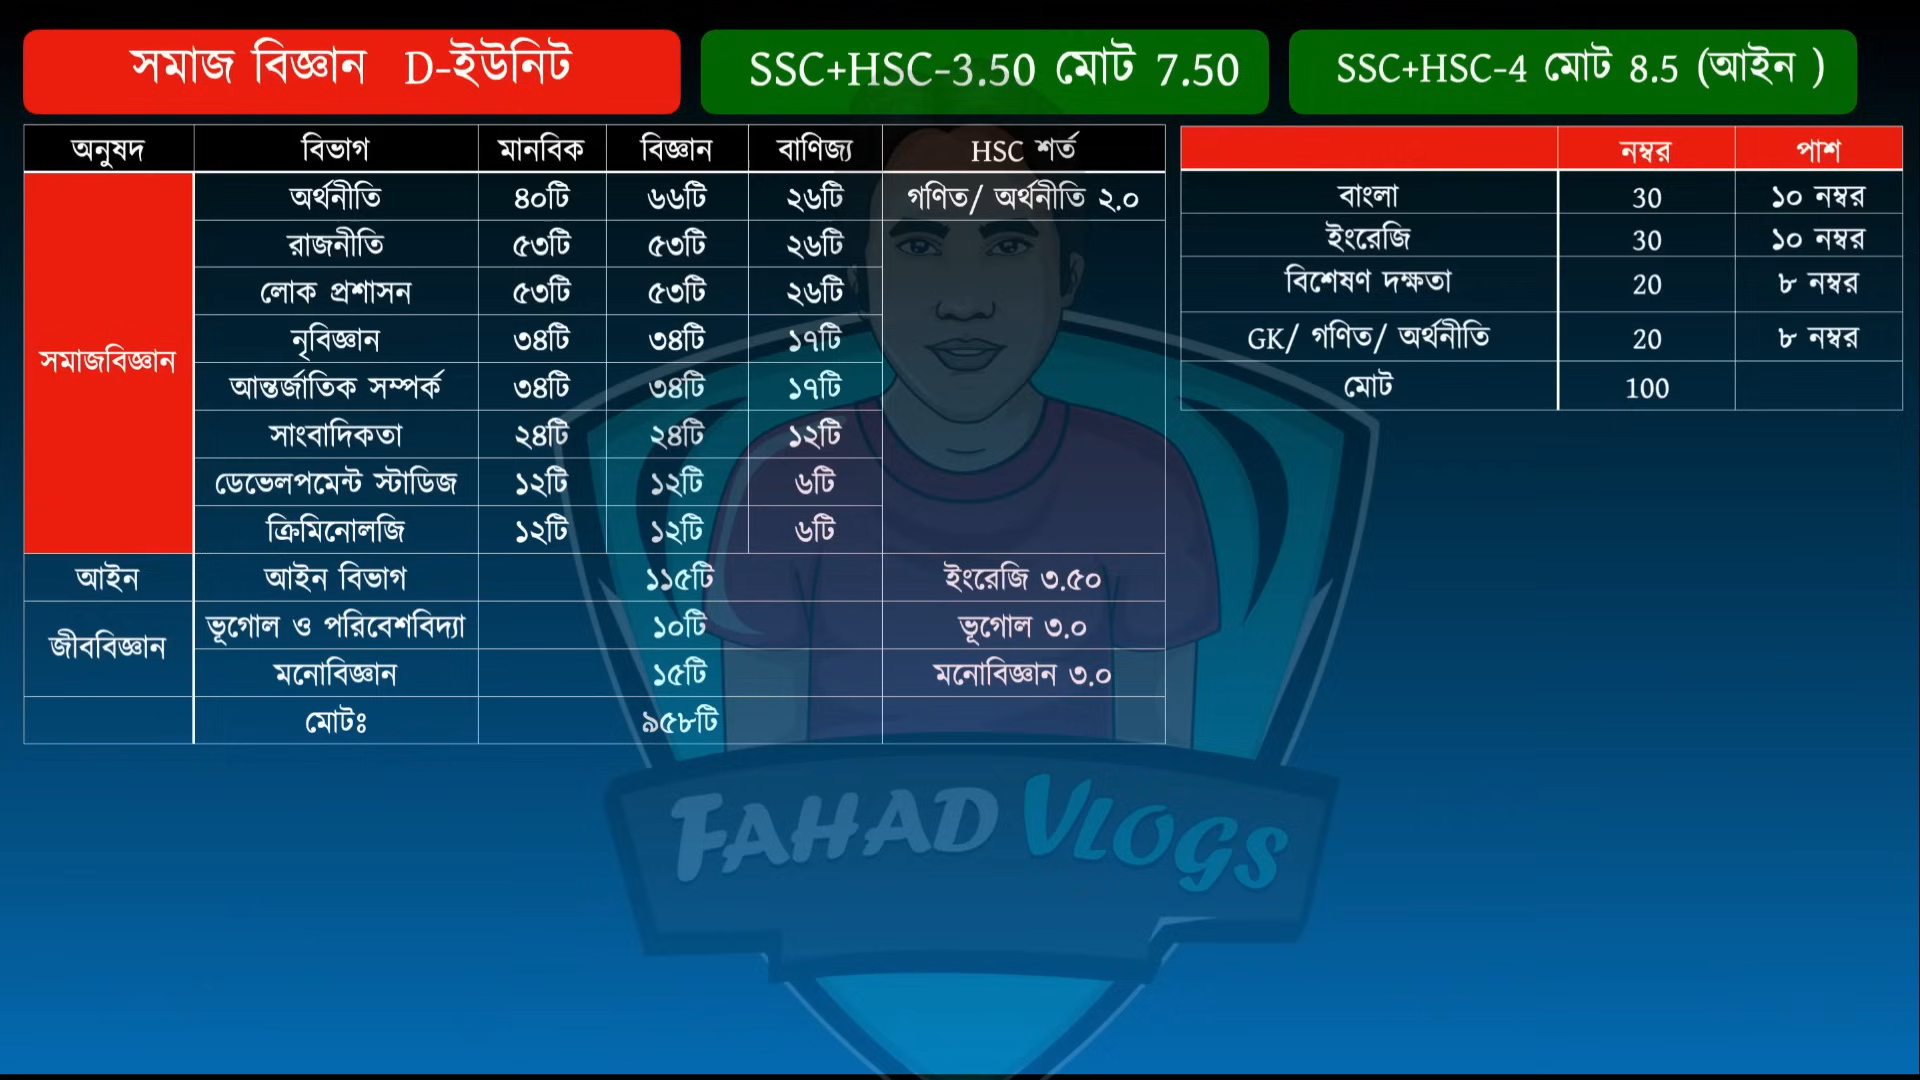 সমাজ বিজ্ঞান D-ইউনিট
SSC+HSC-3.50 মোট 7.50
SSC+HSC-4 মোট 8.5 (আইন )
অনুষদ বিভাগ মানবিক বিজ্ঞান বাণিজ্য HSC শর্ত
সমাজবিজ্ঞান
অর্থনীতি ৪০টি ৬৬টি ২৬টি গণিত/ অর্থনীতি ২.০
রাজনীতি ৫৩টি ৫৩টি ২৬টি
লোক প্রশাসন ৫৩টি ৫৩টি ২৬টি
নৃবিজ্ঞান ৩৪টি ৩৪টি ১৭টি
আন্তর্জাতিক সম্পর্ক ৩৪টি ৩৪টি ১৭টি
সাংবাদিকতা ২৪টি ২৪টি ১২টি
ডেভেলপমেন্ট স্টাডিজ ১২টি ১২টি ৬টি
ক্রিমিনোলজি ১২টি ১২টি ৬টি
আইন আইন বিভাগ ১১৫টি ইংরেজি ৩.৫০
জীববিজ্ঞান
ভূগোল ও পরিবেশবিদ্যা ১০টি ভূগোল ৩.০
মনোবিজ্ঞান ১৫টি মনোবিজ্ঞান ৩.০
মোটঃ ৯৫৮টি
নম্বর পাশ
বাংলা 30 ১০ নম্বর
ইংরেজি 30 ১০ নম্বর
বিশেষণ দক্ষতা 20 ৮ নম্বর
GK/ গণিত/ অর্থনীতি 20 ৮ নম্বর
মোট 100
FAHAD VLOGS